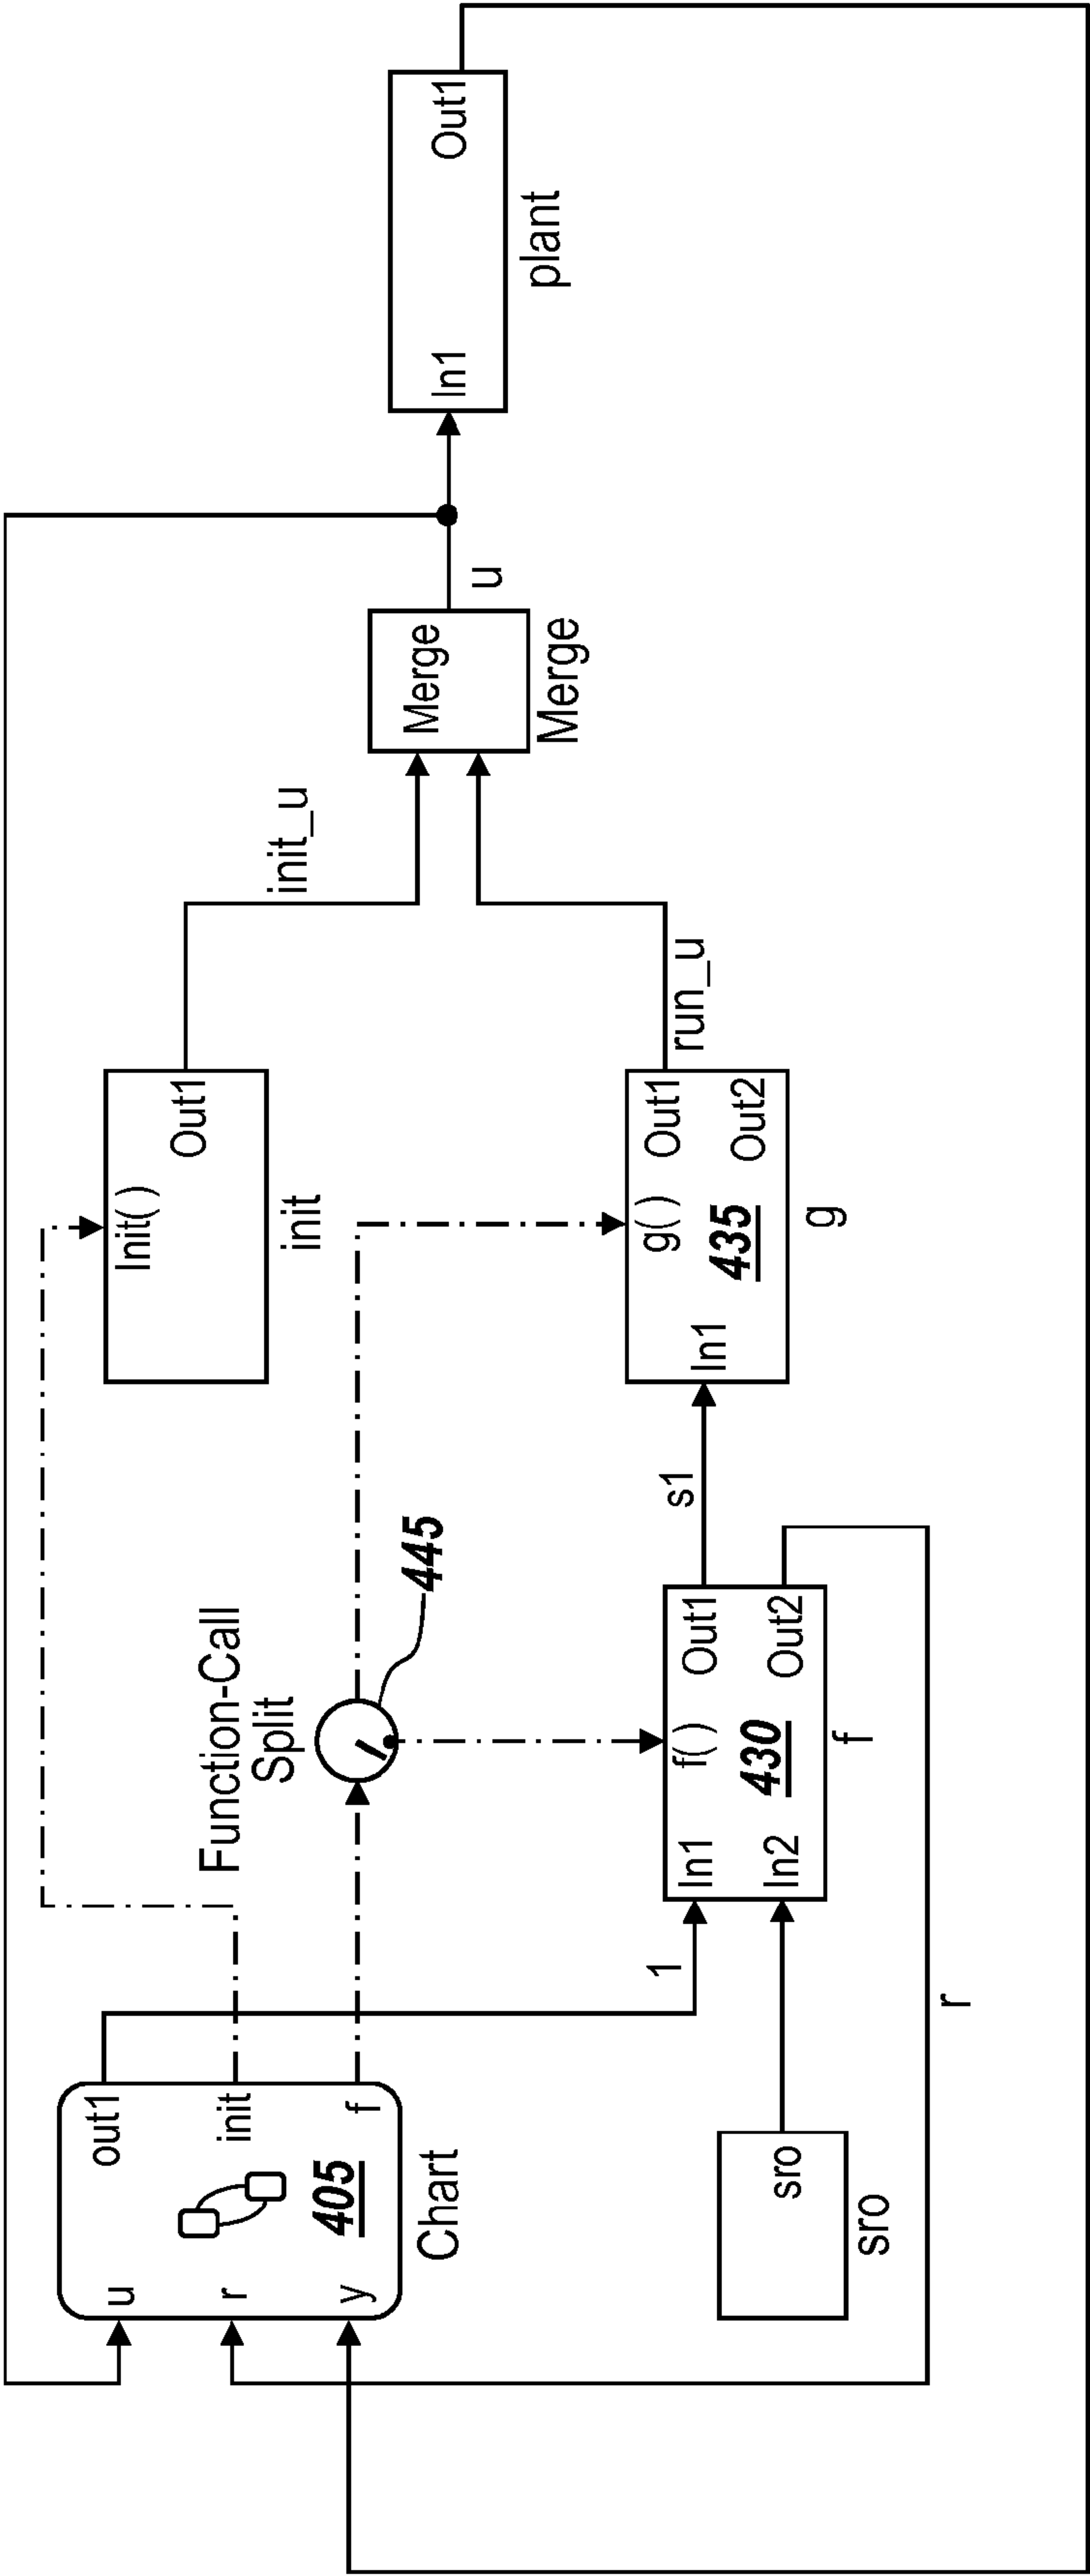 u
r
y
out1
init
f
405
Chart
sro
sro
1
Function-Call
Split
445
In1
In2
f( )
430
Out1
Out2
f
r
s1
Init( )
Out1
init
In1
g( )
435
Out1
Out2
g
init_u
run_u
Merge
Merge
u
In1
Out1
plant